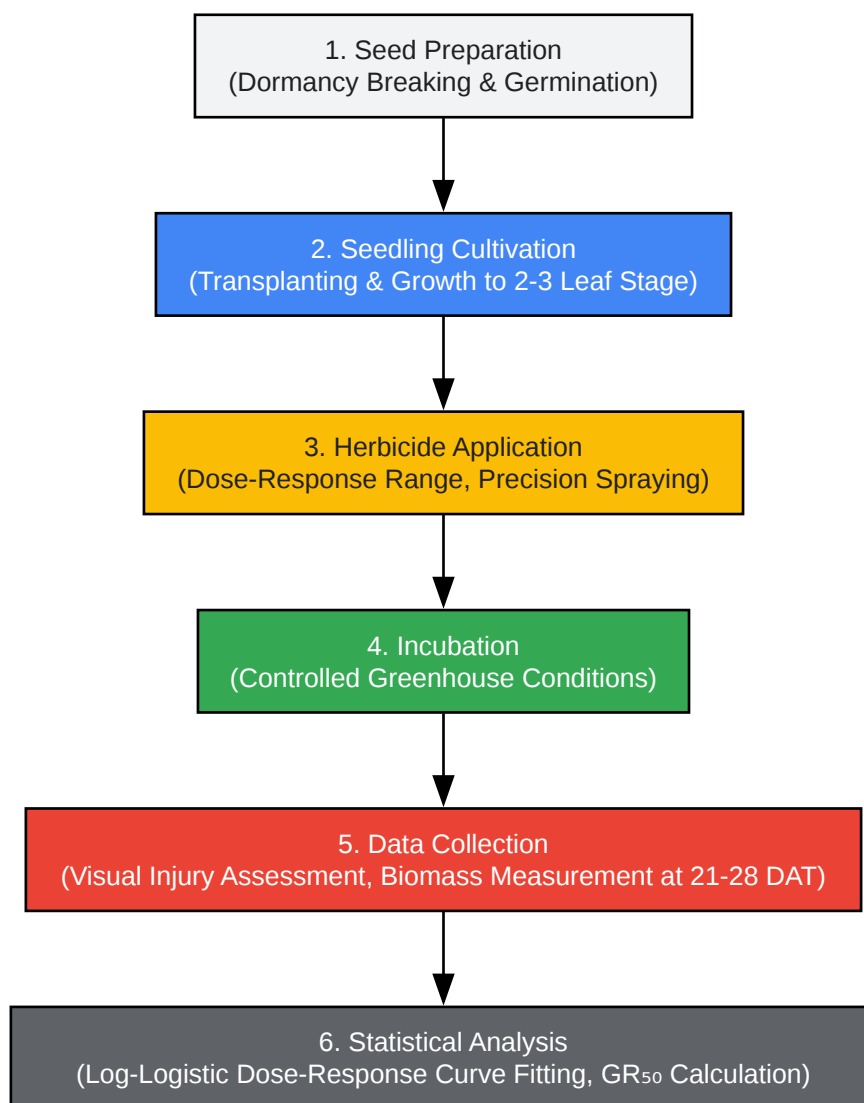 1. Seed Preparation
(Dormancy Breaking & Germination)
2. Seedling Cultivation
(Transplanting & Growth to 2-3 Leaf Stage)
3. Herbicide Application
(Dose-Response Range, Precision Spraying)
4. Incubation
(Controlled Greenhouse Conditions)
5. Data Collection
(Visual Injury Assessment, Biomass Measurement at 21-28 DAT)
6. Statistical Analysis
(Log-Logistic Dose-Response Curve Fitting, GR₅₀ Calculation)